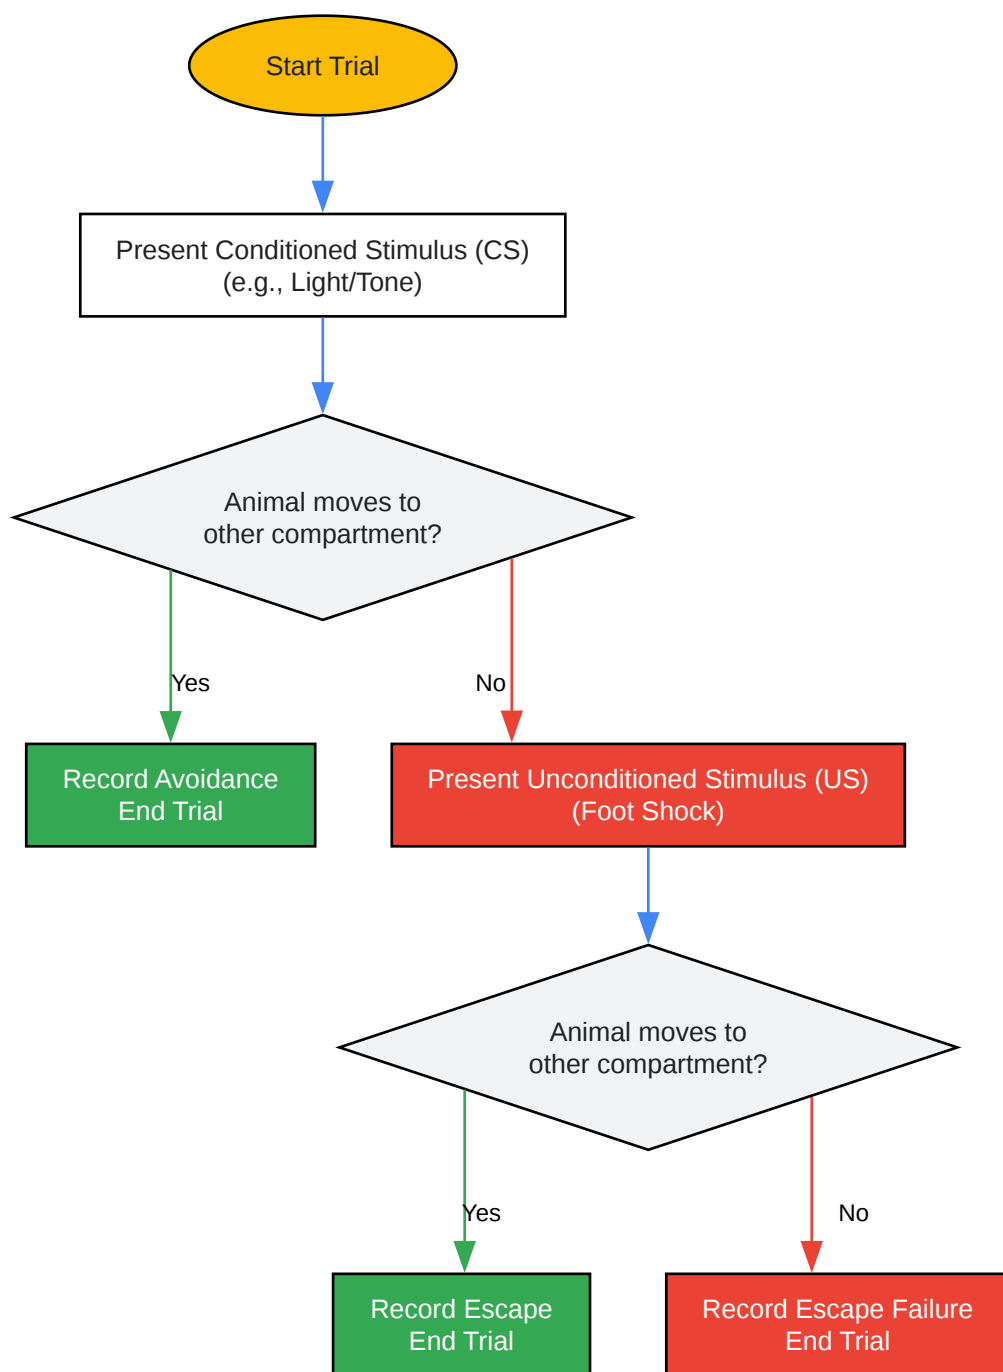 Start Trial
Present Conditioned Stimulus (CS)
(e.g., Light/Tone)
Animal moves to
other compartment?
Yes
No
Record Avoidance
End Trial
Present Unconditioned Stimulus (US)
(Foot Shock)
Animal moves to
other compartment?
Yes
No
Record Escape
End Trial
Record Escape Failure
End Trial